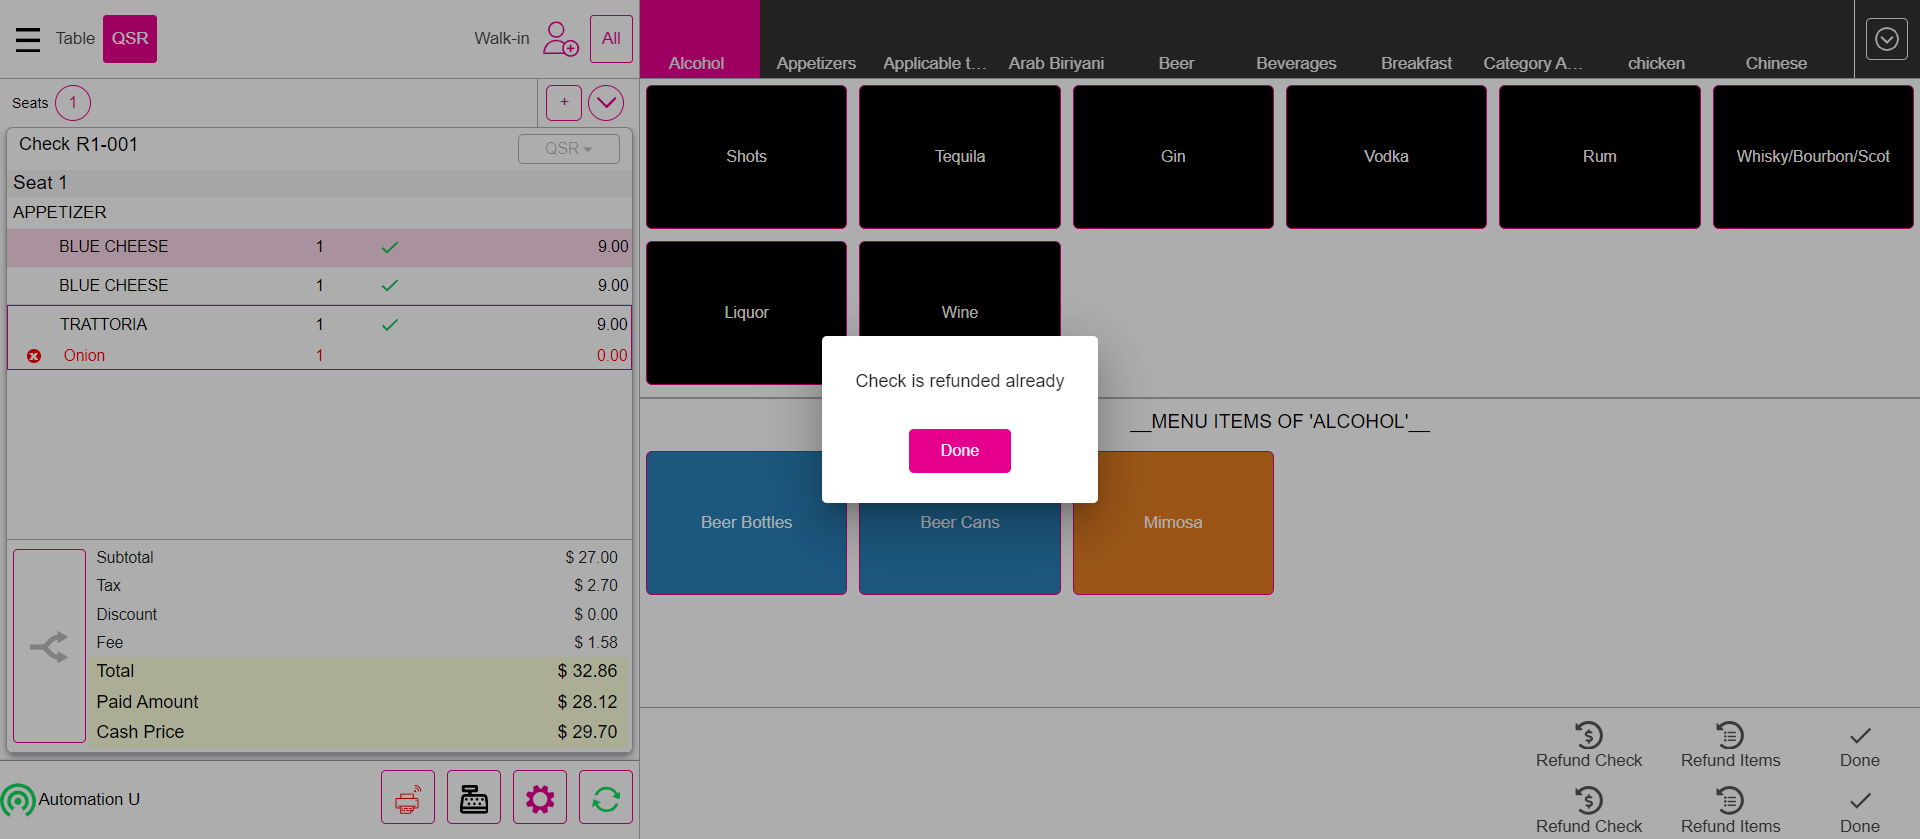 Table QSR Walk-in All
Alcohol Appetizers Applicable t... Arab Biriyani Beer Beverages Breakfast Category A... chicken Chinese
Seats 1 +
Check R1-001 QSR
Seat 1
APPETIZER
BLUE CHEESE 1 9.00
BLUE CHEESE 1 9.00
TRATTORIA 1 9.00
Onion 1 0.00
Subtotal $ 27.00
Tax $ 2.70
Discount $ 0.00
Fee $ 1.58
Total $ 32.86
Paid Amount $ 28.12
Cash Price $ 29.70
Automation U
Shots Tequila Gin Vodka Rum Whisky/Bourbon/Scot
Liquor Wine
Check is refunded already
Done
__MENU ITEMS OF 'ALCOHOL'__
Beer Bottles Beer Cans Mimosa
Refund Check Refund Items Done
Refund Check Refund Items Done